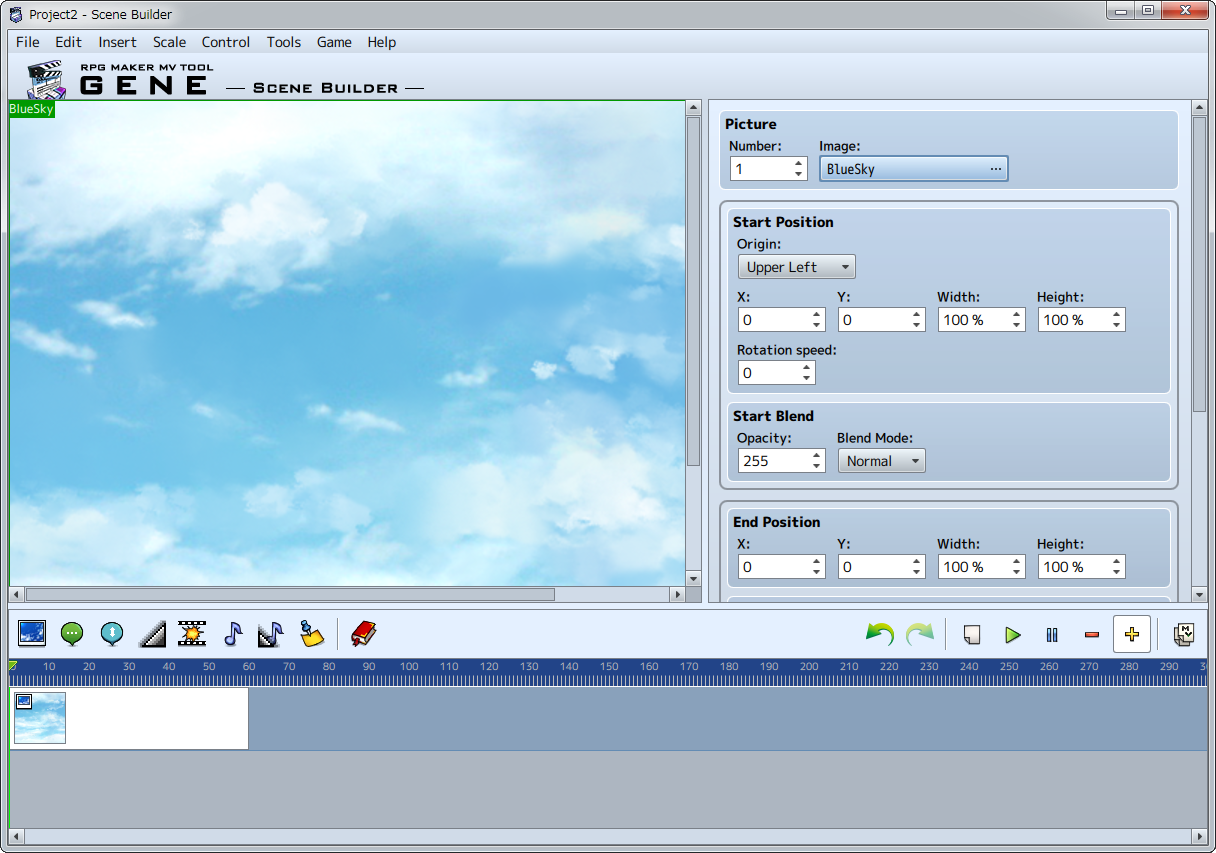 Project2 - Scene Builder
File Edit Insert Scale Control Tools Game Help
RPG MAKER MV TOOL
GENE — SCENE BUILDER —
BlueSky
Picture
Number: Image:
1 BlueSky ...
Start Position
Origin:
Upper Left
X: Y: Width: Height:
0 0 100 % 100 %
Rotation speed:
0
Start Blend
Opacity: Blend Mode:
255 Normal
End Position
X: Y: Width: Height:
0 0 100 % 100 %
10 20 30 40 50 60 70 80 90 100 110 120 130 140 150 160 170 180 190 200 210 220 230 240 250 260 270 280 290